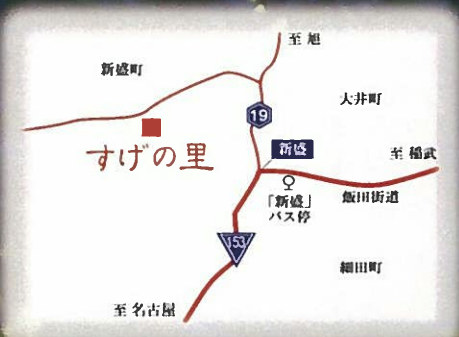 至 旭
新盛町
大井町
19
新盛
すげの里
至 稲武
「新盛」
バス停
飯田街道
153
細田町
至 名古屋